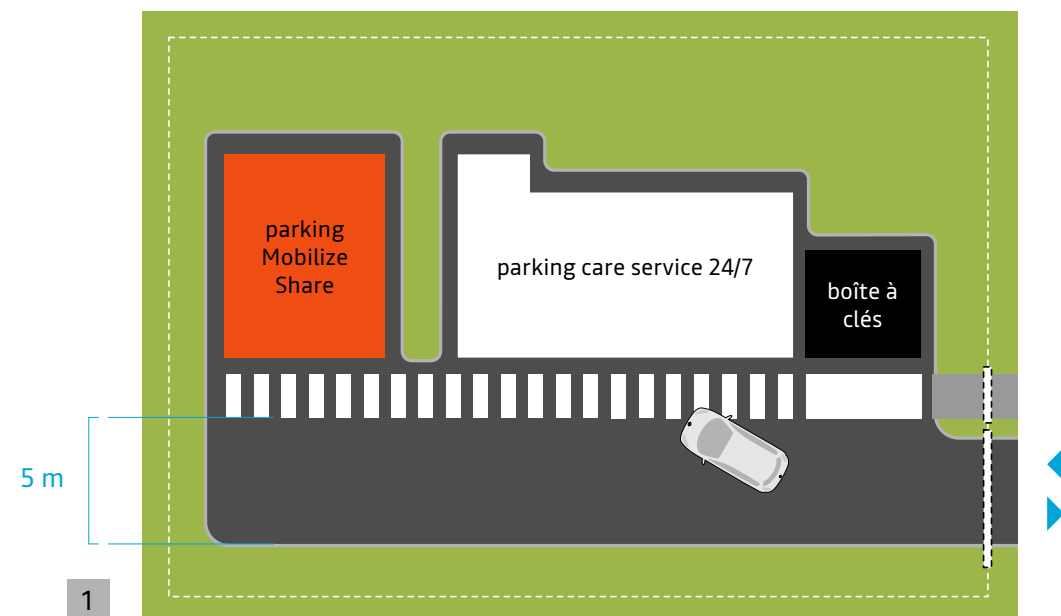 parking
Mobilize
Share
parking care service 24/7
boîte à
clés
5 m
1